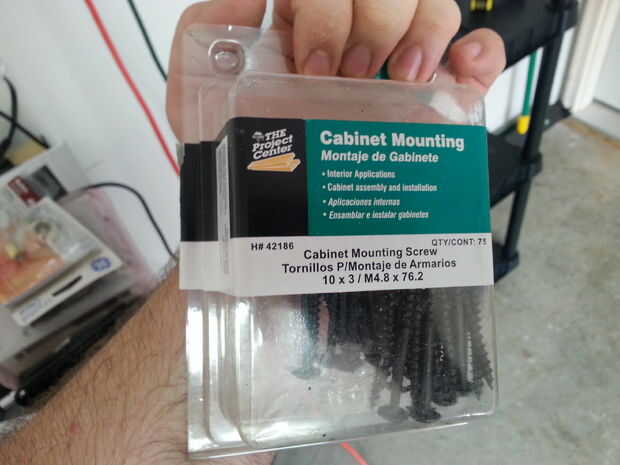 THE
Project
Center
Cabinet Mounting
Montaje de Gabinete
• Interior Applications
• Cabinet assembly and installation
• Aplicaciones internas
• Ensamblar e instalar gabinetes
H# 42186
QTY/CONT: 75
Cabinet Mounting Screw
Tornillos P/Montaje de Armarios
10 x 3 / M4.8 x 76.2